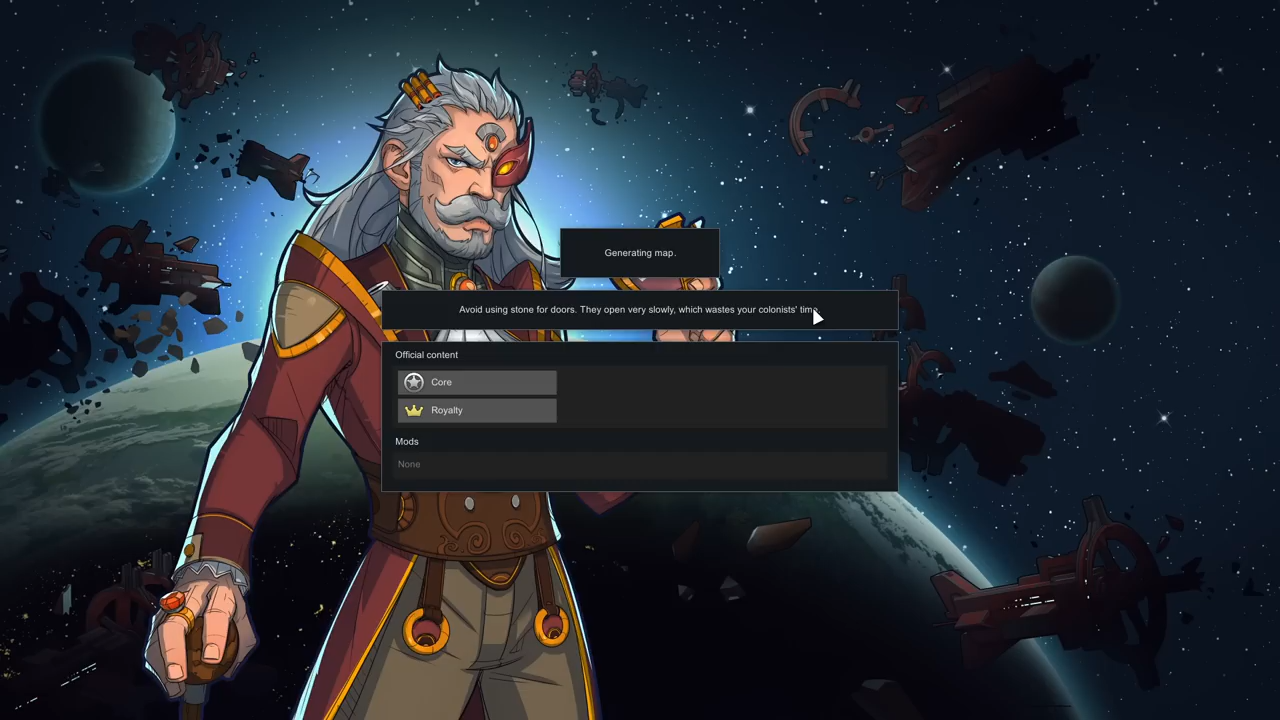 Generating map.
Avoid using stone for doors. They open very slowly, which wastes your colonists' time.
Official content
Core
Royalty
Mods
None